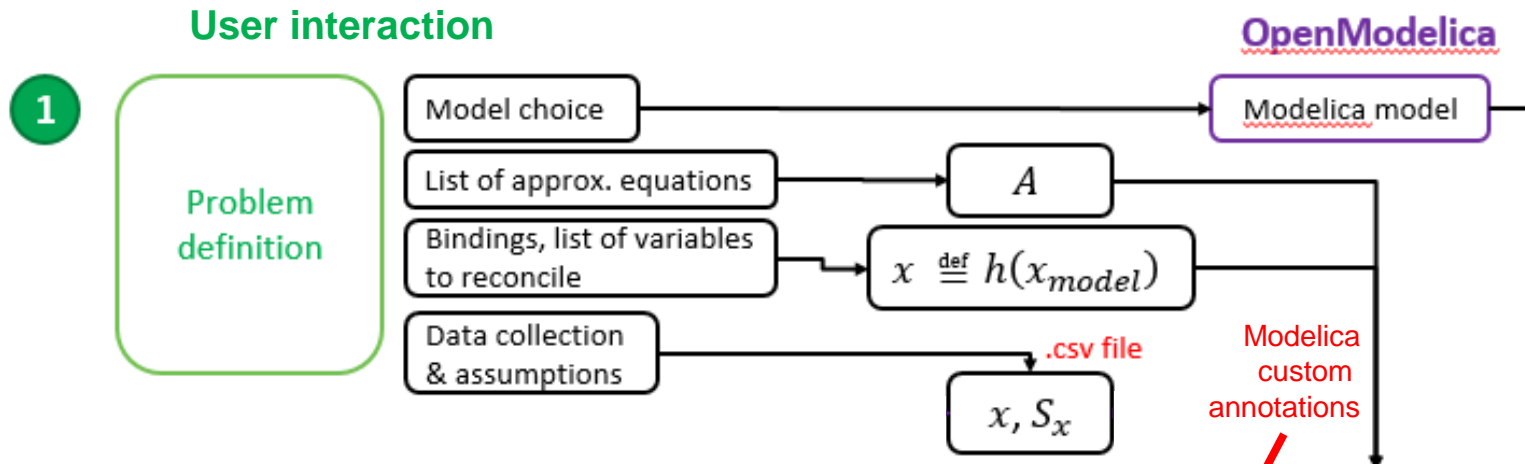 User interaction
OpenModelica
1
Problem
definition
Model choice
Modelica model
List of approx. equations
A
Bindings, list of variables
to reconcile
x ≝ h(x_model)
Data collection
& assumptions
.csv file
x, S_x
Modelica
custom
annotations